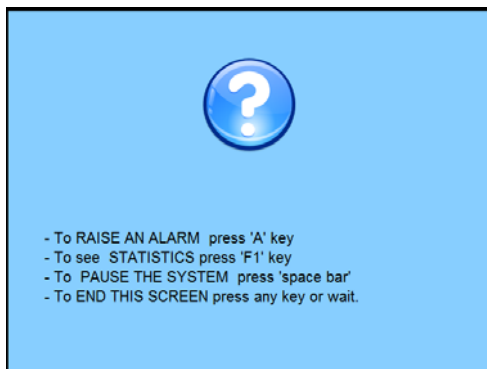 ?
- To RAISE AN ALARM press 'A' key
- To see STATISTICS press 'F1' key
- To PAUSE THE SYSTEM press 'space bar'
- To END THIS SCREEN press any key or wait.